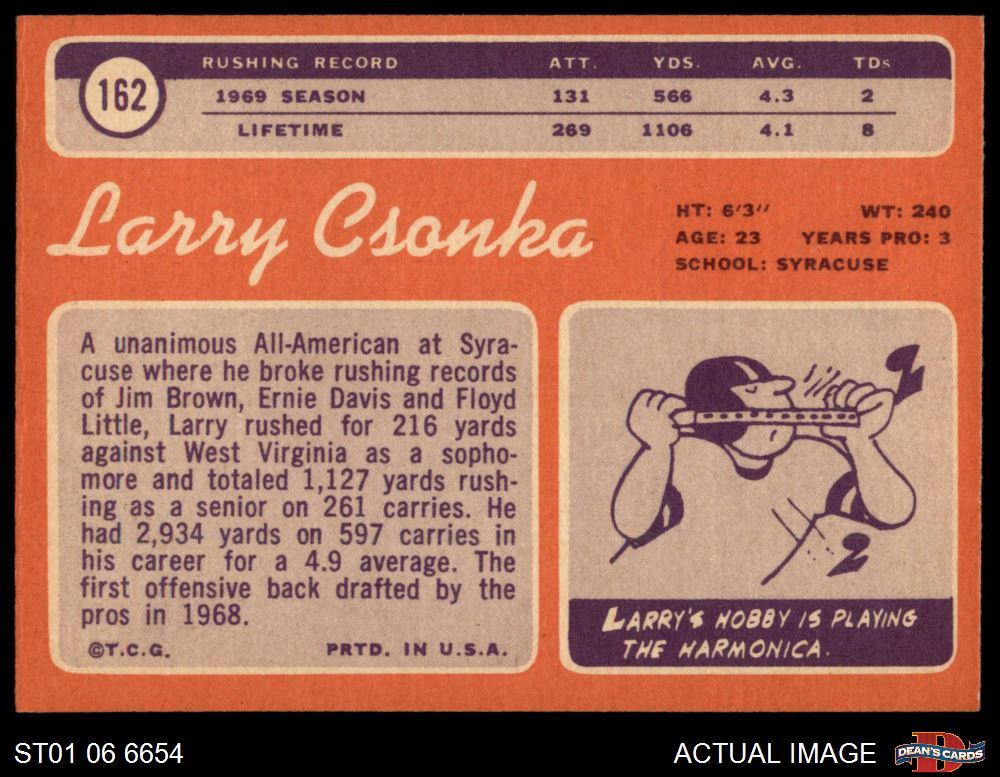 162
RUSHING RECORD ATT. YDS. AVG. TDs
1969 SEASON 131 566 4.3 2
LIFETIME 269 1106 4.1 8
Larry Csonka
HT: 6'3" WT: 240
AGE: 23 YEARS PRO: 3
SCHOOL: SYRACUSE
A unanimous All-American at Syra-
cuse where he broke rushing records
of Jim Brown, Ernie Davis and Floyd
Little, Larry rushed for 216 yards
against West Virginia as a sopho-
more and totaled 1,127 yards rush-
ing as a senior on 261 carries. He
had 2,934 yards on 597 carries in
his career for a 4.9 average. The
first offensive back drafted by the
pros in 1968.
©T.C.G. PRTD. IN U.S.A.
LARRY'S HOBBY IS PLAYING
THE HARMONICA.
ST01 06 6654
ACTUAL IMAGE
D
DEAN'S CARDS